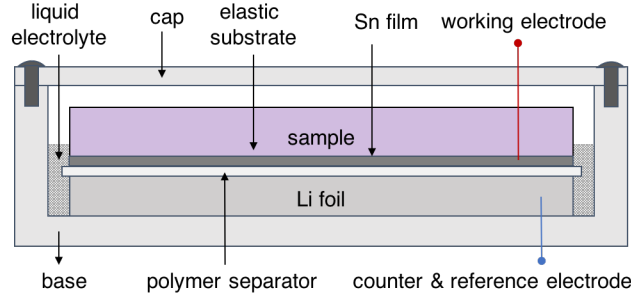 liquid
electrolyte
cap
elastic
substrate
Sn film
working electrode
sample
Li foil
base
polymer separator
counter & reference electrode